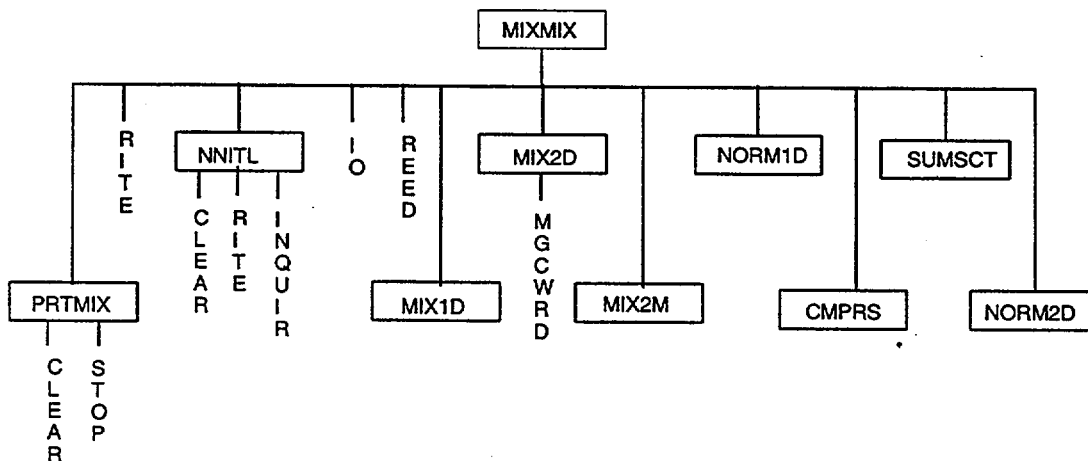 MIXMIX
RITE
NNITL
IO
REED
MIX2D
NORM1D
SUMSCT
CLEAR
RITE
INQUIR
MGCWRD
PRTMIX
MIX1D
MIX2M
CMPRS
NORM2D
CLEAR
STOP